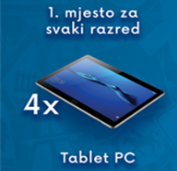 1. mjesto za
svaki razred
4x
Tablet PC